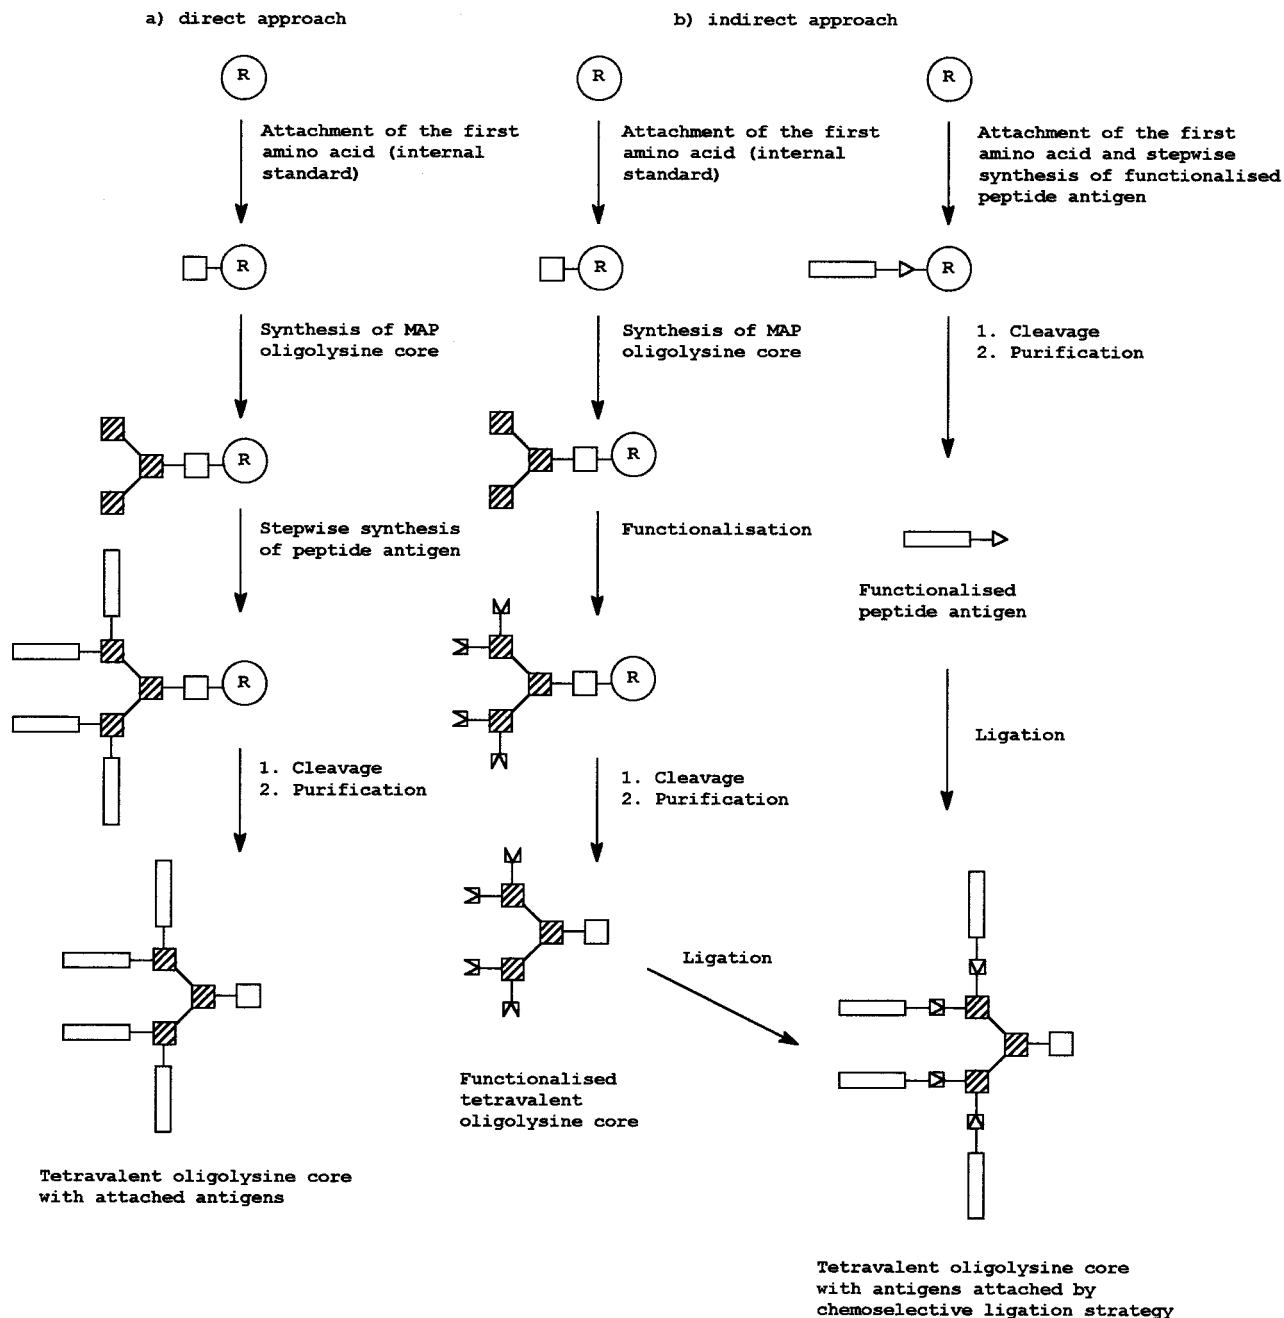 a) direct approach
b) indirect approach
R
R
R
Attachment of the first
amino acid (internal
standard)
Attachment of the first
amino acid (internal
standard)
Attachment of the first
amino acid and stepwise
synthesis of functionalised
peptide antigen
R
R
R
Synthesis of MAP
oligolysine core
Synthesis of MAP
oligolysine core
1. Cleavage
2. Purification
R
R
Stepwise synthesis
of peptide antigen
Functionalisation
Functionalised
peptide antigen
R
R
Ligation
1. Cleavage
2. Purification
1. Cleavage
2. Purification
Ligation
Functionalised
tetravalent
oligolysine core
Tetravalent oligolysine core
with attached antigens
Tetravalent oligolysine core
with antigens attached by
chemoselective ligation strategy